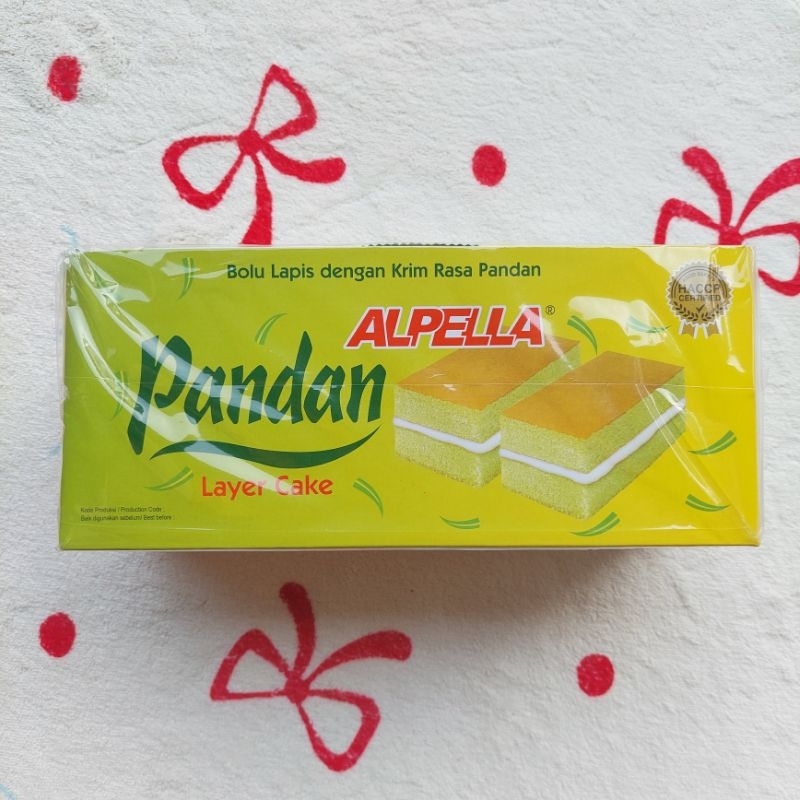 Bolu Lapis dengan Krim Rasa Pandan
HACCP
CERTIFIED
ALPELLA®
Pandan
Layer Cake
Kode Produksi / Production Code :
Baik digunakan sebelum/ Best before :